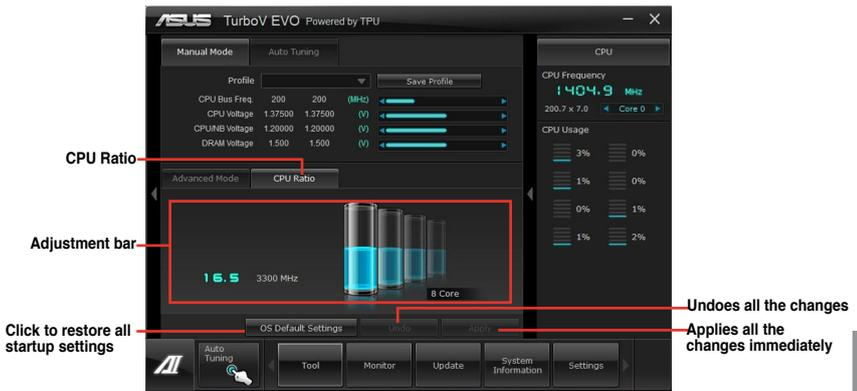 ASUS TurboV EVO Powered by TPU
Manual Mode
Auto Tuning
Profile
Save Profile
CPU Bus Freq. 200 200 (MHz)
CPU Voltage 1.37500 1.37500 (V)
CPU/NB Voltage 1.20000 1.20000 (V)
DRAM Voltage 1.500 1.500 (V)
CPU
CPU Frequency
1404.9 MHz
200.7 x 7.0 Core 0
CPU Usage
3% 0%
1% 0%
0% 1%
1% 2%
CPU Ratio
Advanced Mode
CPU Ratio
Adjustment bar
16.5 3300 MHz
8 Core
Click to restore all
startup settings
OS Default Settings
Undo
Apply
Undoes all the changes
Applies all the
changes immediately
AI
Auto
Tuning
Tool
Monitor
Update
System
Information
Settings